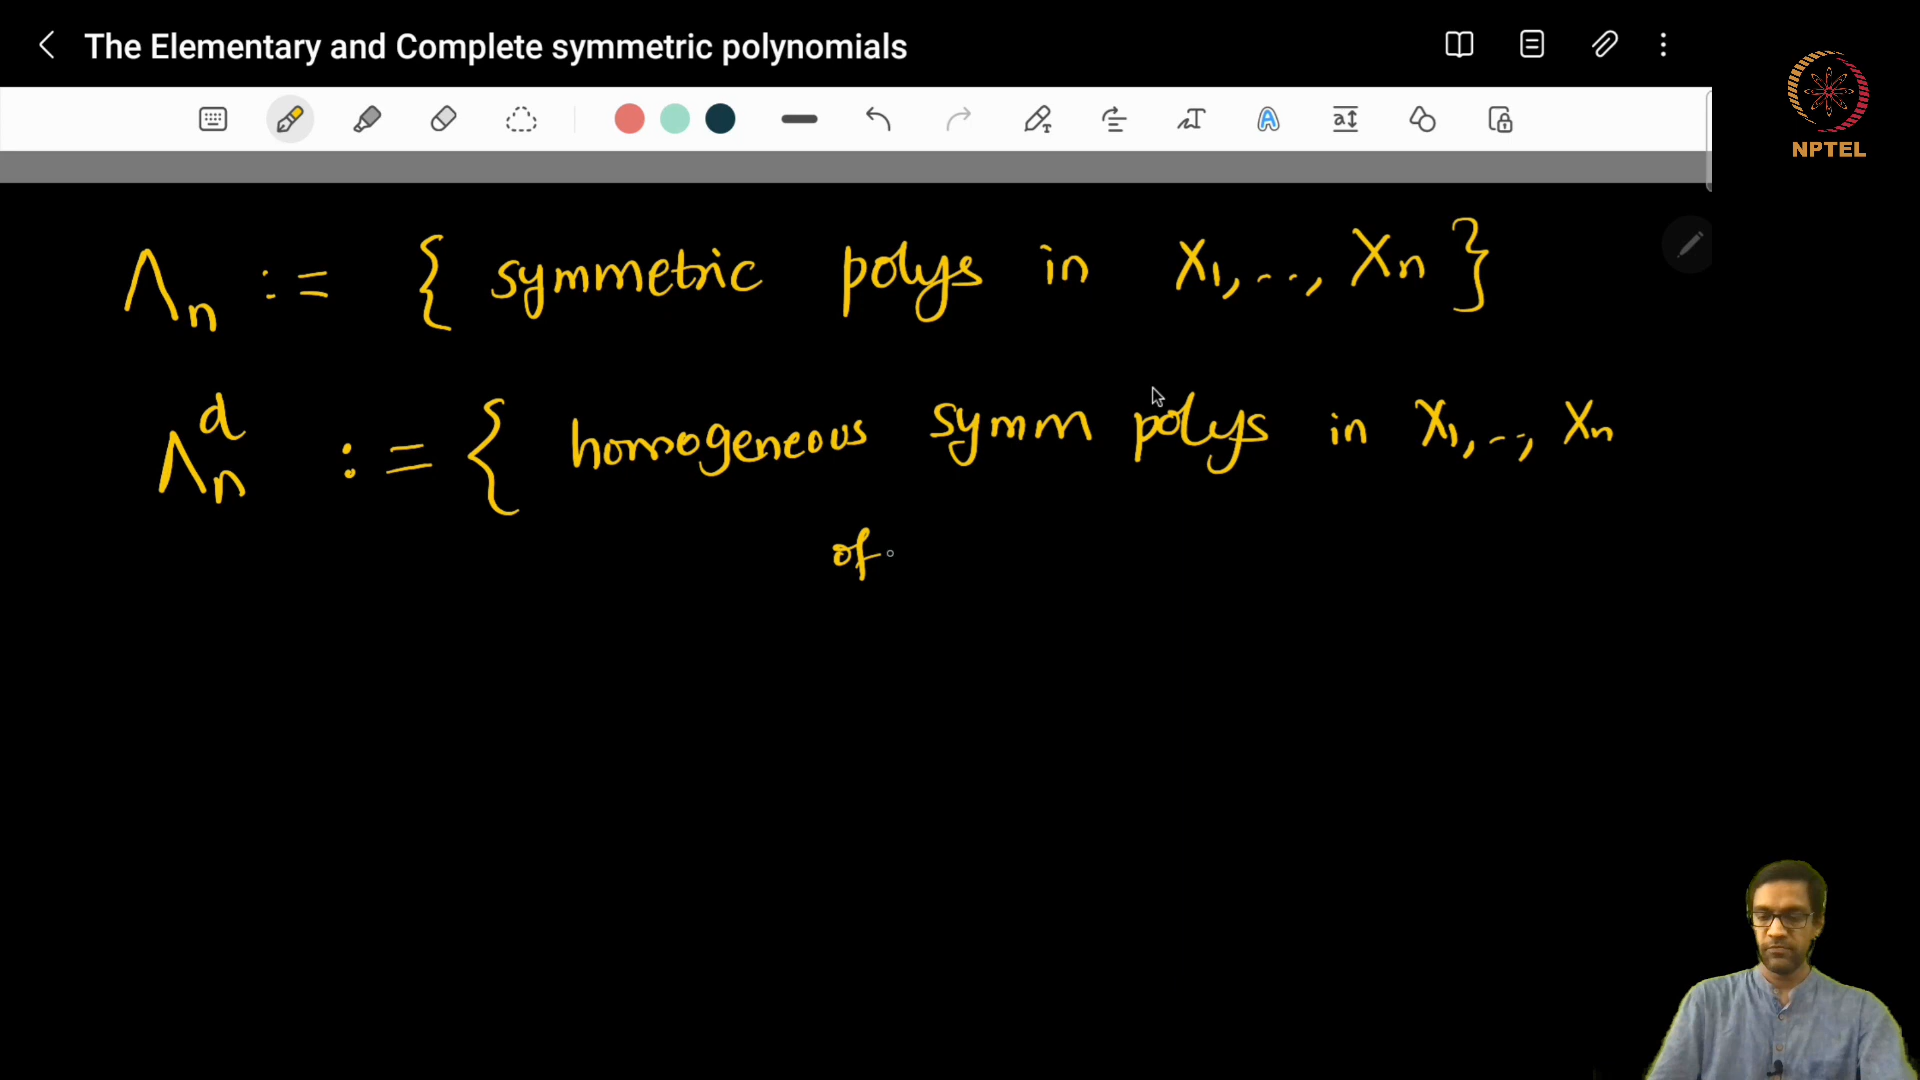 The Elementary and Complete symmetric polynomials
NPTEL
Λn := { symmetric polys in X1, .., Xn }
Λn^d := { homogeneous symm polys in X1, .., Xn
of